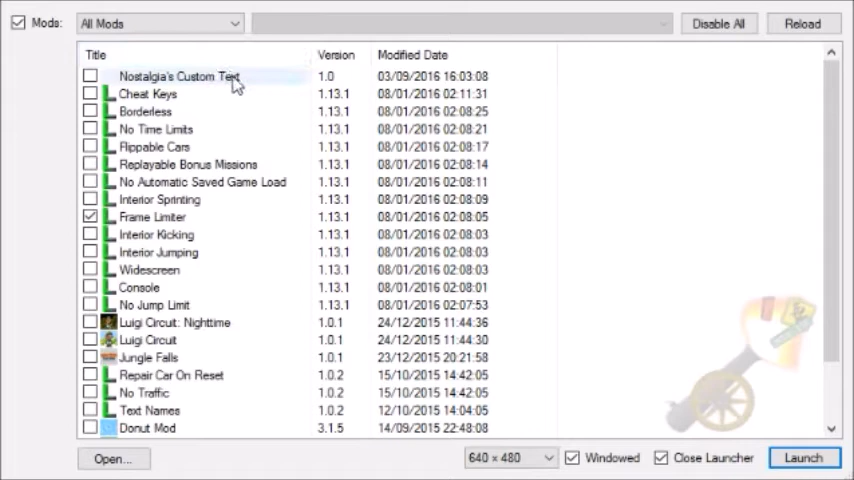 Mods: All Mods Disable All Reload
Title Version Modified Date
Nostalgia's Custom Text 1.0 03/09/2016 16:03:08
Cheat Keys 1.13.1 08/01/2016 02:11:31
Borderless 1.13.1 08/01/2016 02:08:25
No Time Limits 1.13.1 08/01/2016 02:08:21
Flippable Cars 1.13.1 08/01/2016 02:08:17
Replayable Bonus Missions 1.13.1 08/01/2016 02:08:14
No Automatic Saved Game Load 1.13.1 08/01/2016 02:08:11
Interior Sprinting 1.13.1 08/01/2016 02:08:09
Frame Limiter 1.13.1 08/01/2016 02:08:05
Interior Kicking 1.13.1 08/01/2016 02:08:03
Interior Jumping 1.13.1 08/01/2016 02:08:03
Widescreen 1.13.1 08/01/2016 02:08:03
Console 1.13.1 08/01/2016 02:08:01
No Jump Limit 1.13.1 08/01/2016 02:07:53
Luigi Circuit: Nighttime 1.0.1 24/12/2015 11:44:36
Luigi Circuit 1.0.1 24/12/2015 11:44:30
Jungle Falls 1.0.1 23/12/2015 20:21:58
Repair Car On Reset 1.0.2 15/10/2015 14:42:05
No Traffic 1.0.2 15/10/2015 14:42:05
Text Names 1.0.2 12/10/2015 14:04:05
Donut Mod 3.1.5 14/09/2015 22:48:08
Open... 640 × 480 Windowed Close Launcher Launch